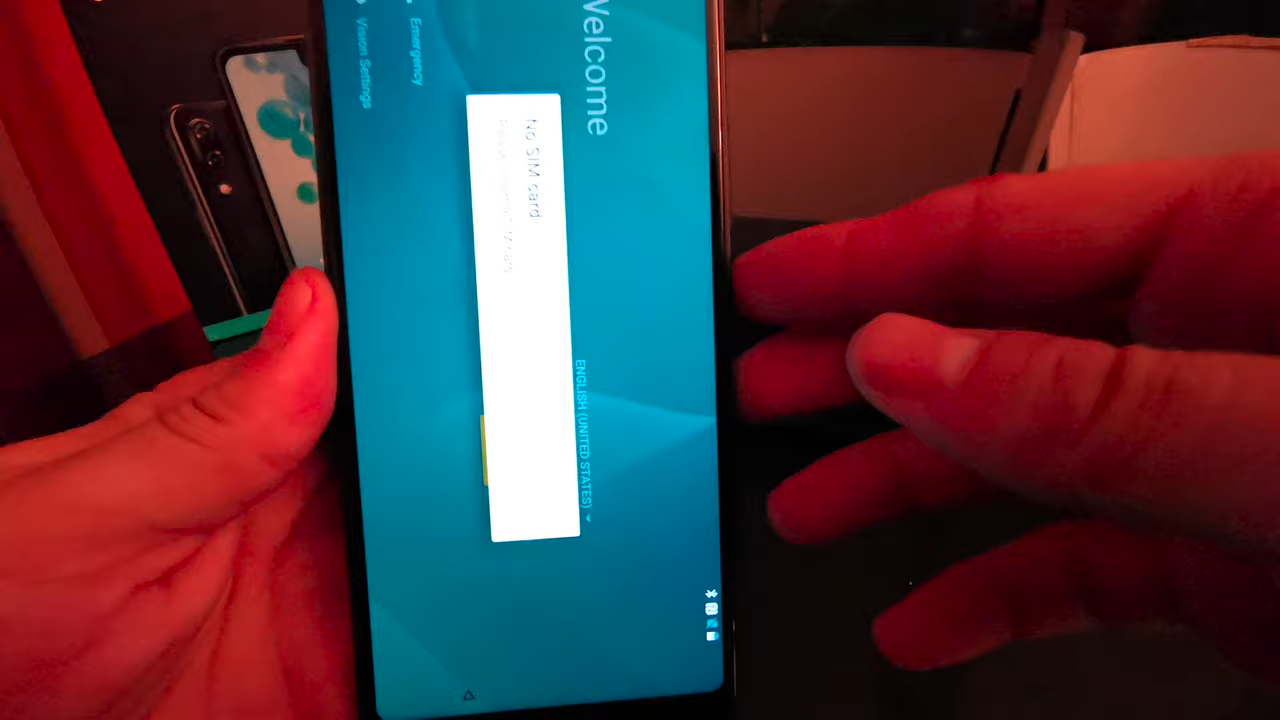 Welcome
ENGLISH (UNITED STATES)
No SIM card
Emergency
Vision Settings